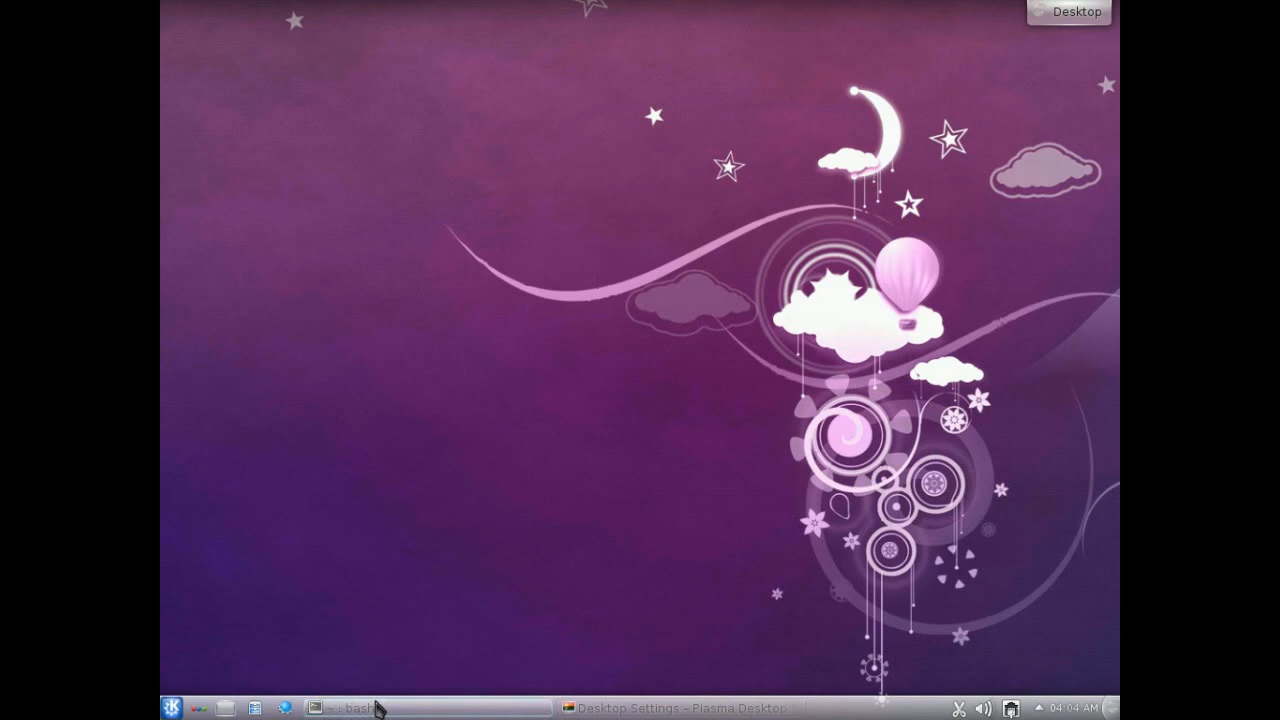 Desktop
~ : bash
Desktop Settings – Plasma Desktop
04:04 AM